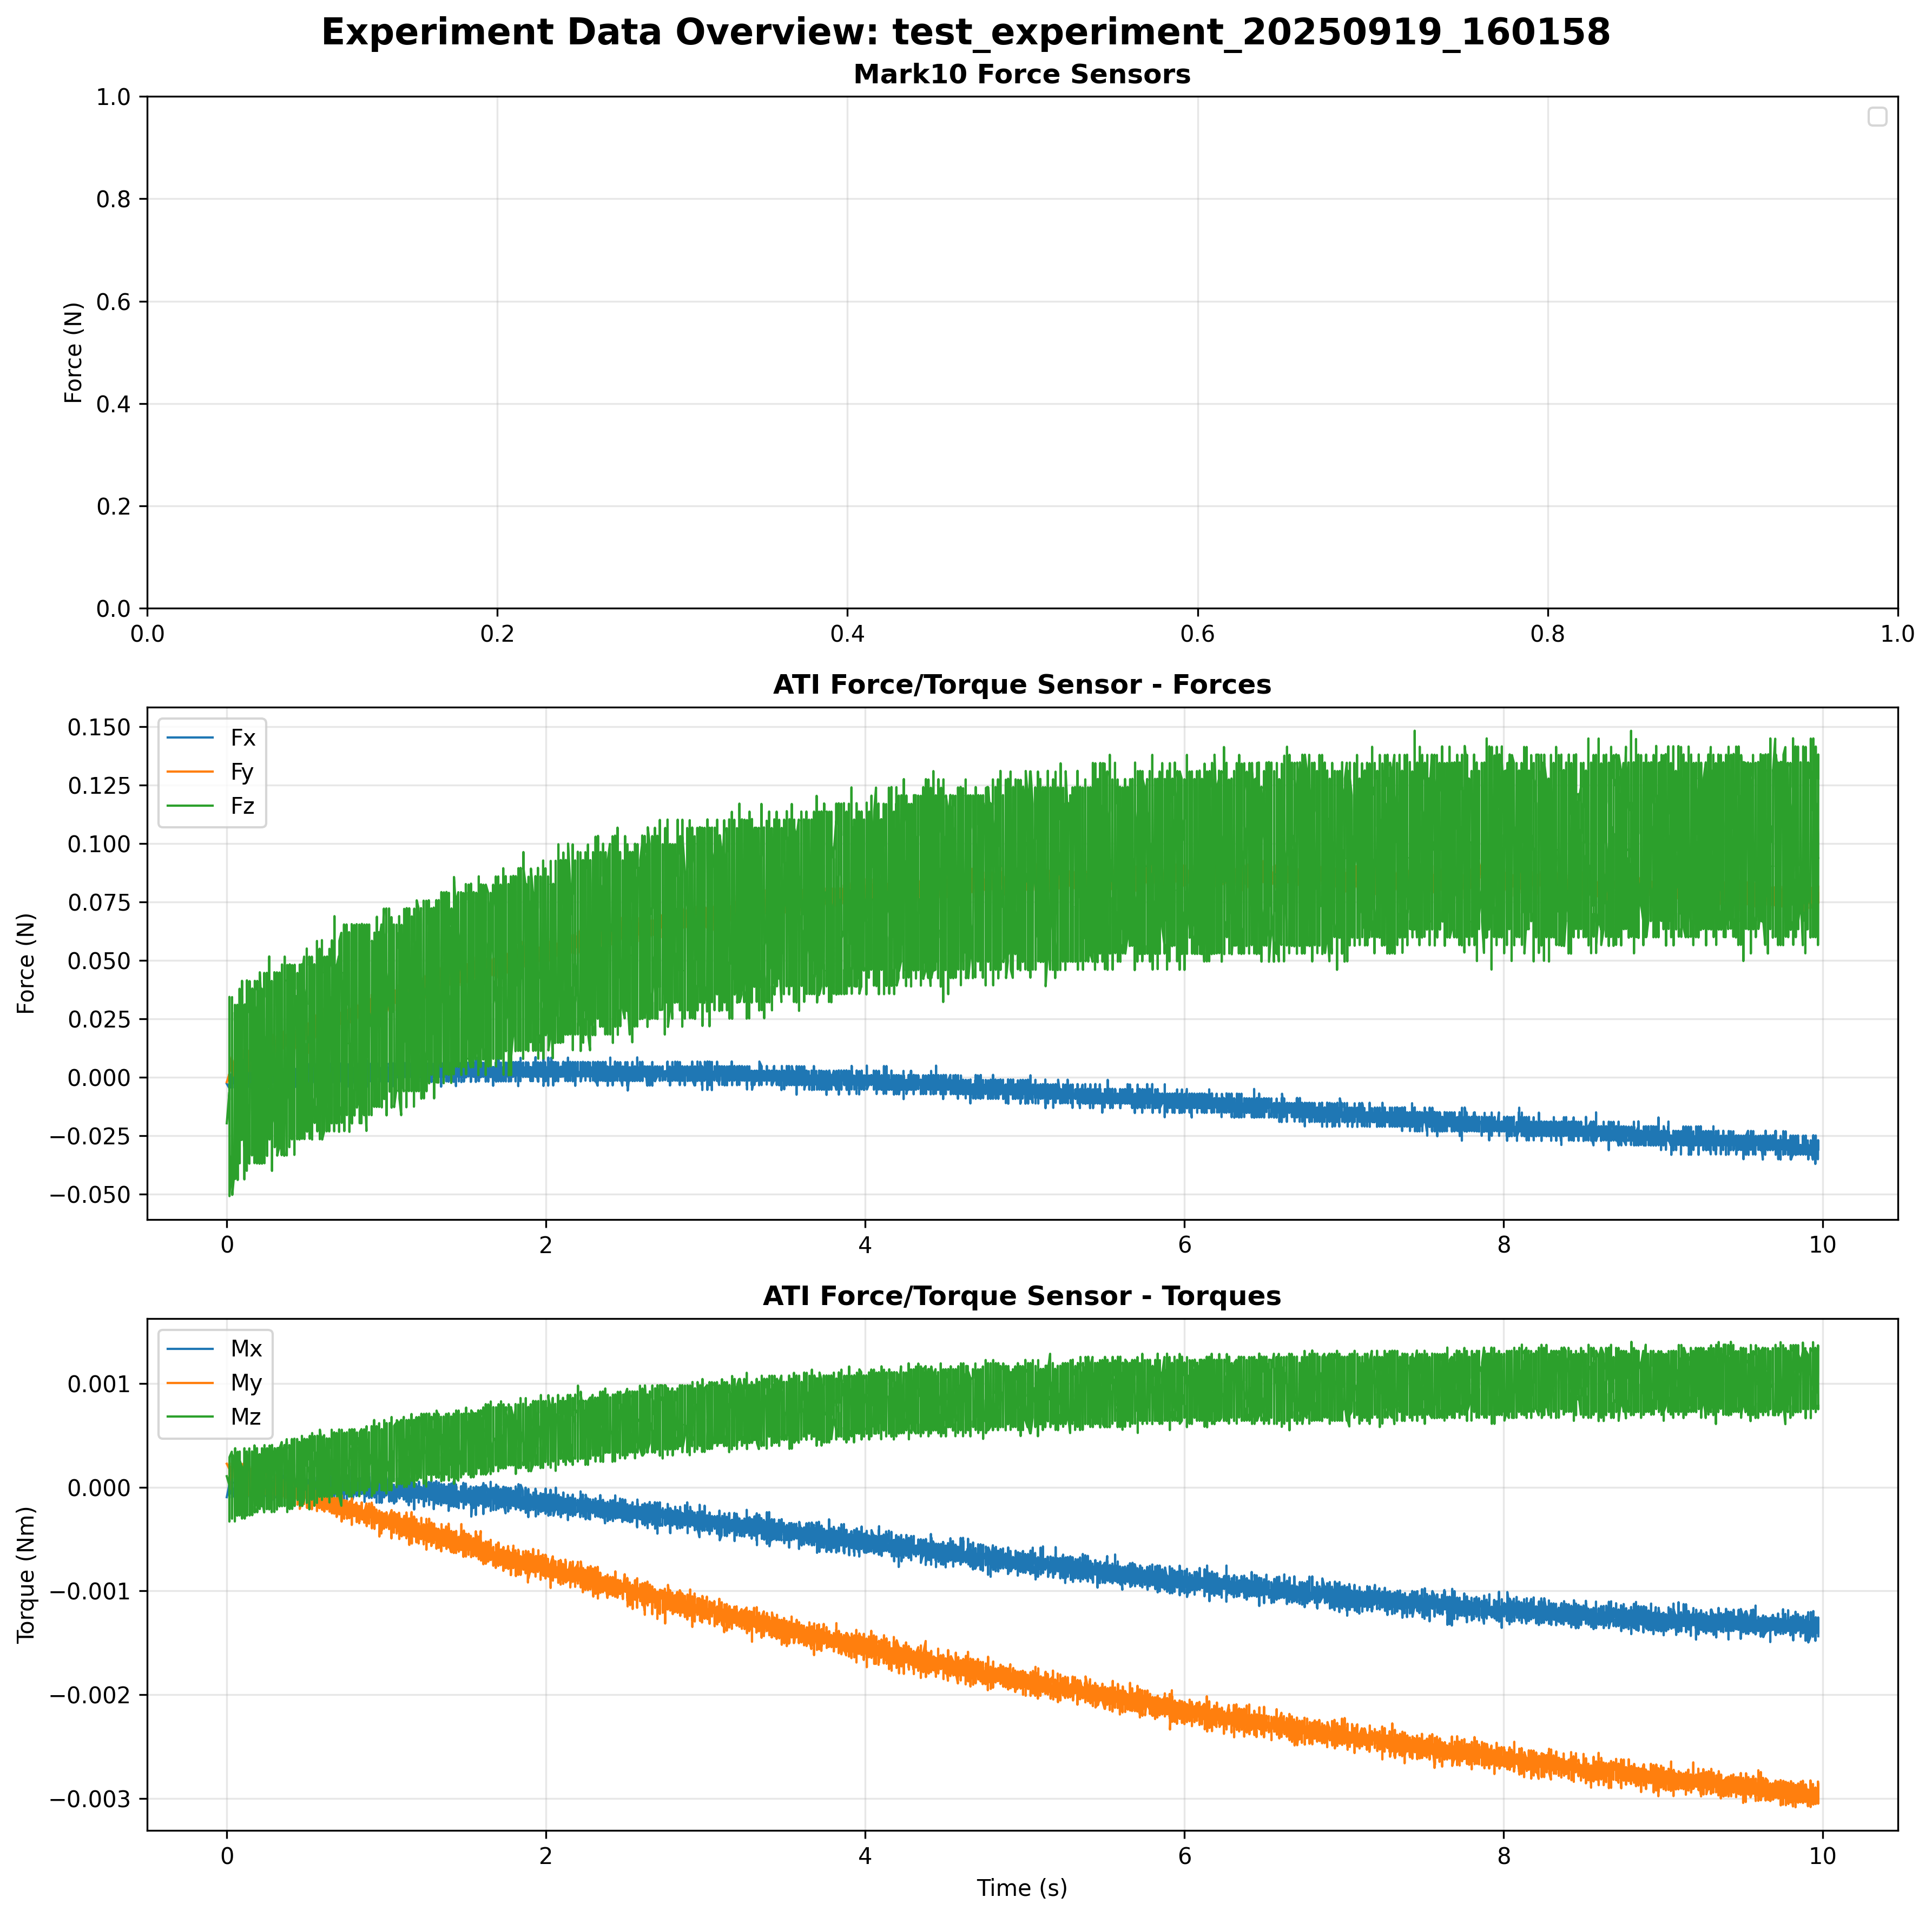 Experiment Data Overview: test_experiment_20250919_160158
Mark10 Force Sensors
1.0
0.8
0.6
0.4
0.2
0.0
Force (N)
0.0 0.2 0.4 0.6 0.8 1.0
ATI Force/Torque Sensor - Forces
Fx
Fy
Fz
0.150
0.125
0.100
0.075
0.050
0.025
0.000
−0.025
−0.050
Force (N)
0 2 4 6 8 10
ATI Force/Torque Sensor - Torques
Mx
My
Mz
0.001
0.000
−0.001
−0.002
−0.003
Torque (Nm)
0 2 4 6 8 10
Time (s)